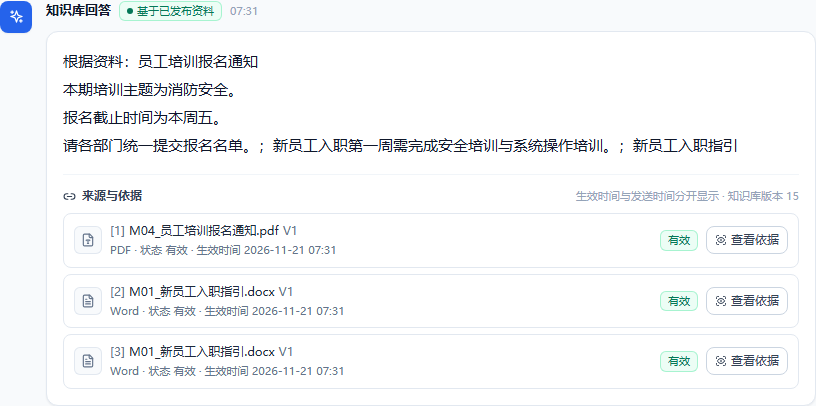 知识库回答 基于已发布资料 07:31
根据资料：员工培训报名通知
本期培训主题为消防安全。
报名截止时间为本周五。
请各部门统一提交报名名单。；新员工入职第一周需完成安全培训与系统操作培训。；新员工入职指引
来源与依据 生效时间与发送时间分开显示 · 知识库版本 15
[1] M04_员工培训报名通知.pdf V1
PDF · 状态 有效 · 生效时间 2026-11-21 07:31
有效 查看依据
[2] M01_新员工入职指引.docx V1
Word · 状态 有效 · 生效时间 2026-11-21 07:31
有效 查看依据
[3] M01_新员工入职指引.docx V1
Word · 状态 有效 · 生效时间 2026-11-21 07:31
有效 查看依据